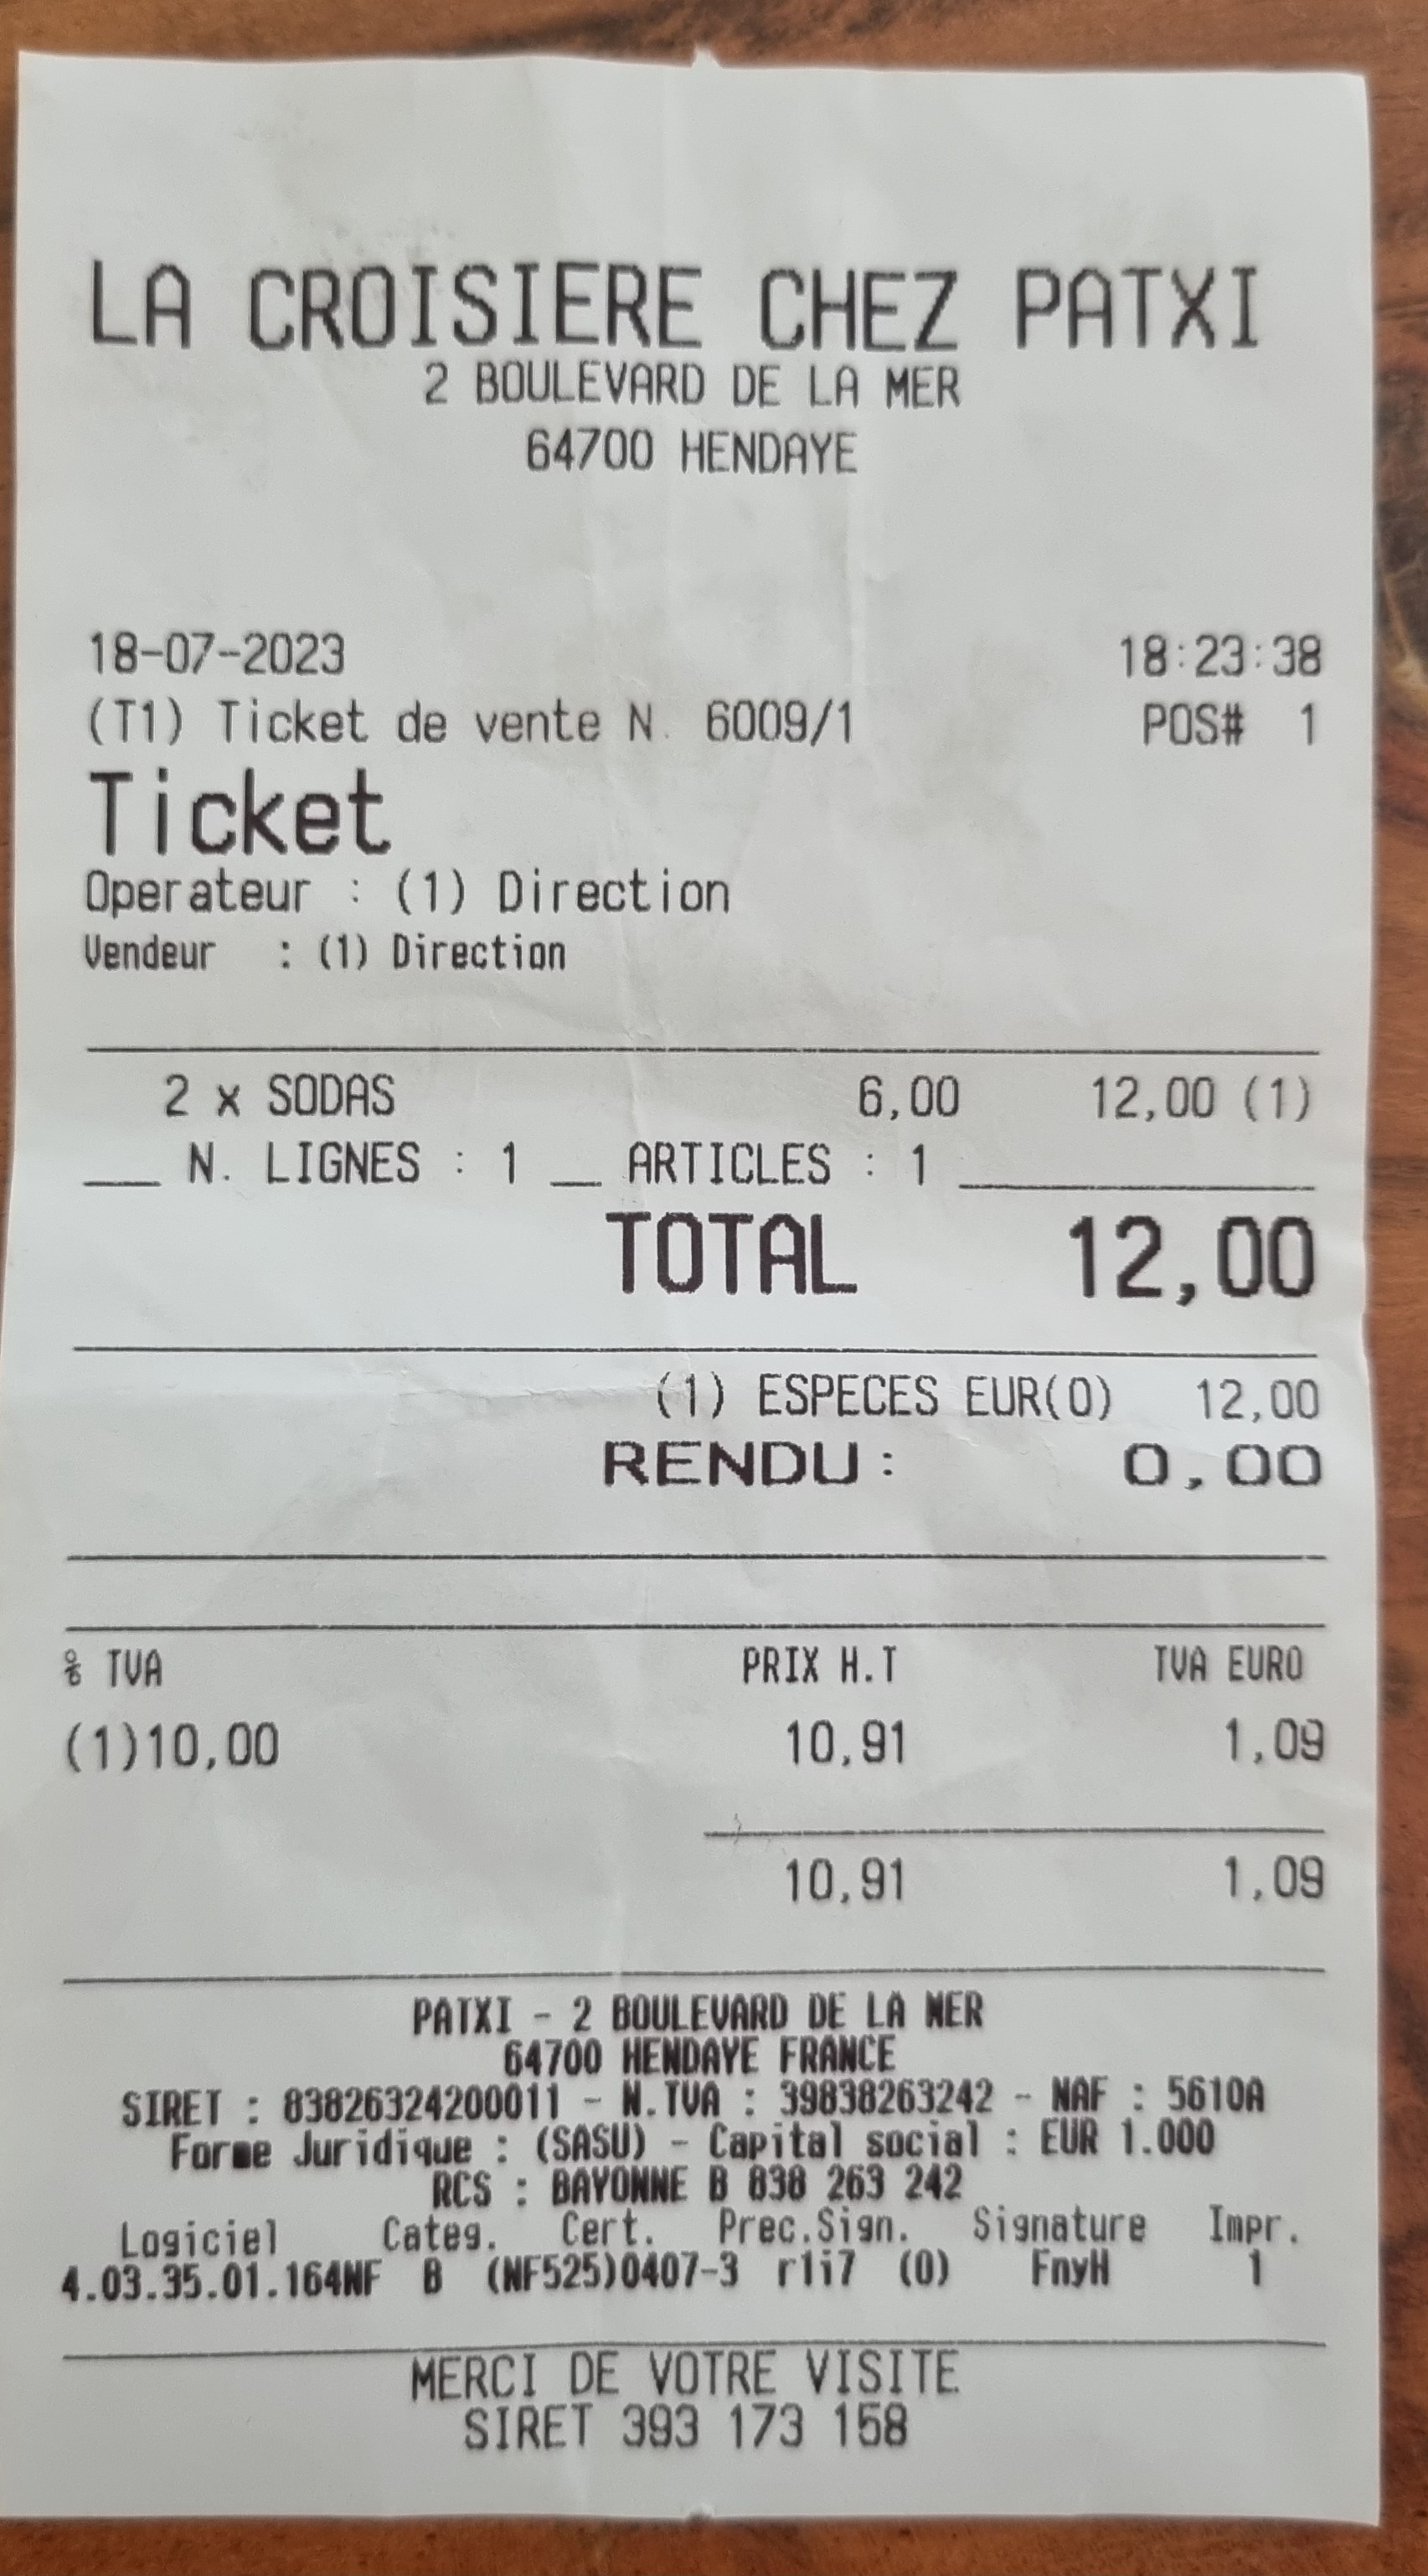 LA CROISIERE CHEZ PATXI
2 BOULEVARD DE LA MER
64700 HENDAYE
18-07-2023 18:23:38
(T1) Ticket de vente N. 6009/1 POS# 1
Ticket
Operateur : (1) Direction
Vendeur : (1) Direction
2 x SODAS 6,00 12,00 (1)
N. LIGNES : 1 __ ARTICLES : 1
TOTAL 12,00
(1) ESPECES EUR(0) 12,00
RENDU: 0,00
% TVA PRIX H.T TVA EURO
(1)10,00 10,91 1,09
10,91 1,09
PATXI - 2 BOULEVARD DE LA MER
64700 HENDAYE FRANCE
SIRET : 83826324200011 - N.TVA : 39838263242 - NAF : 5610A
Forme Juridique : (SASU) - Capital social : EUR 1.000
RCS : BAYONNE B 838 263 242
Logiciel Categ. Cert. Prec.Sign. Signature Impr.
4.03.35.01.164NF B (NF525)0407-3 rli7 (0) FnyH 1
MERCI DE VOTRE VISITE
SIRET 393 173 158